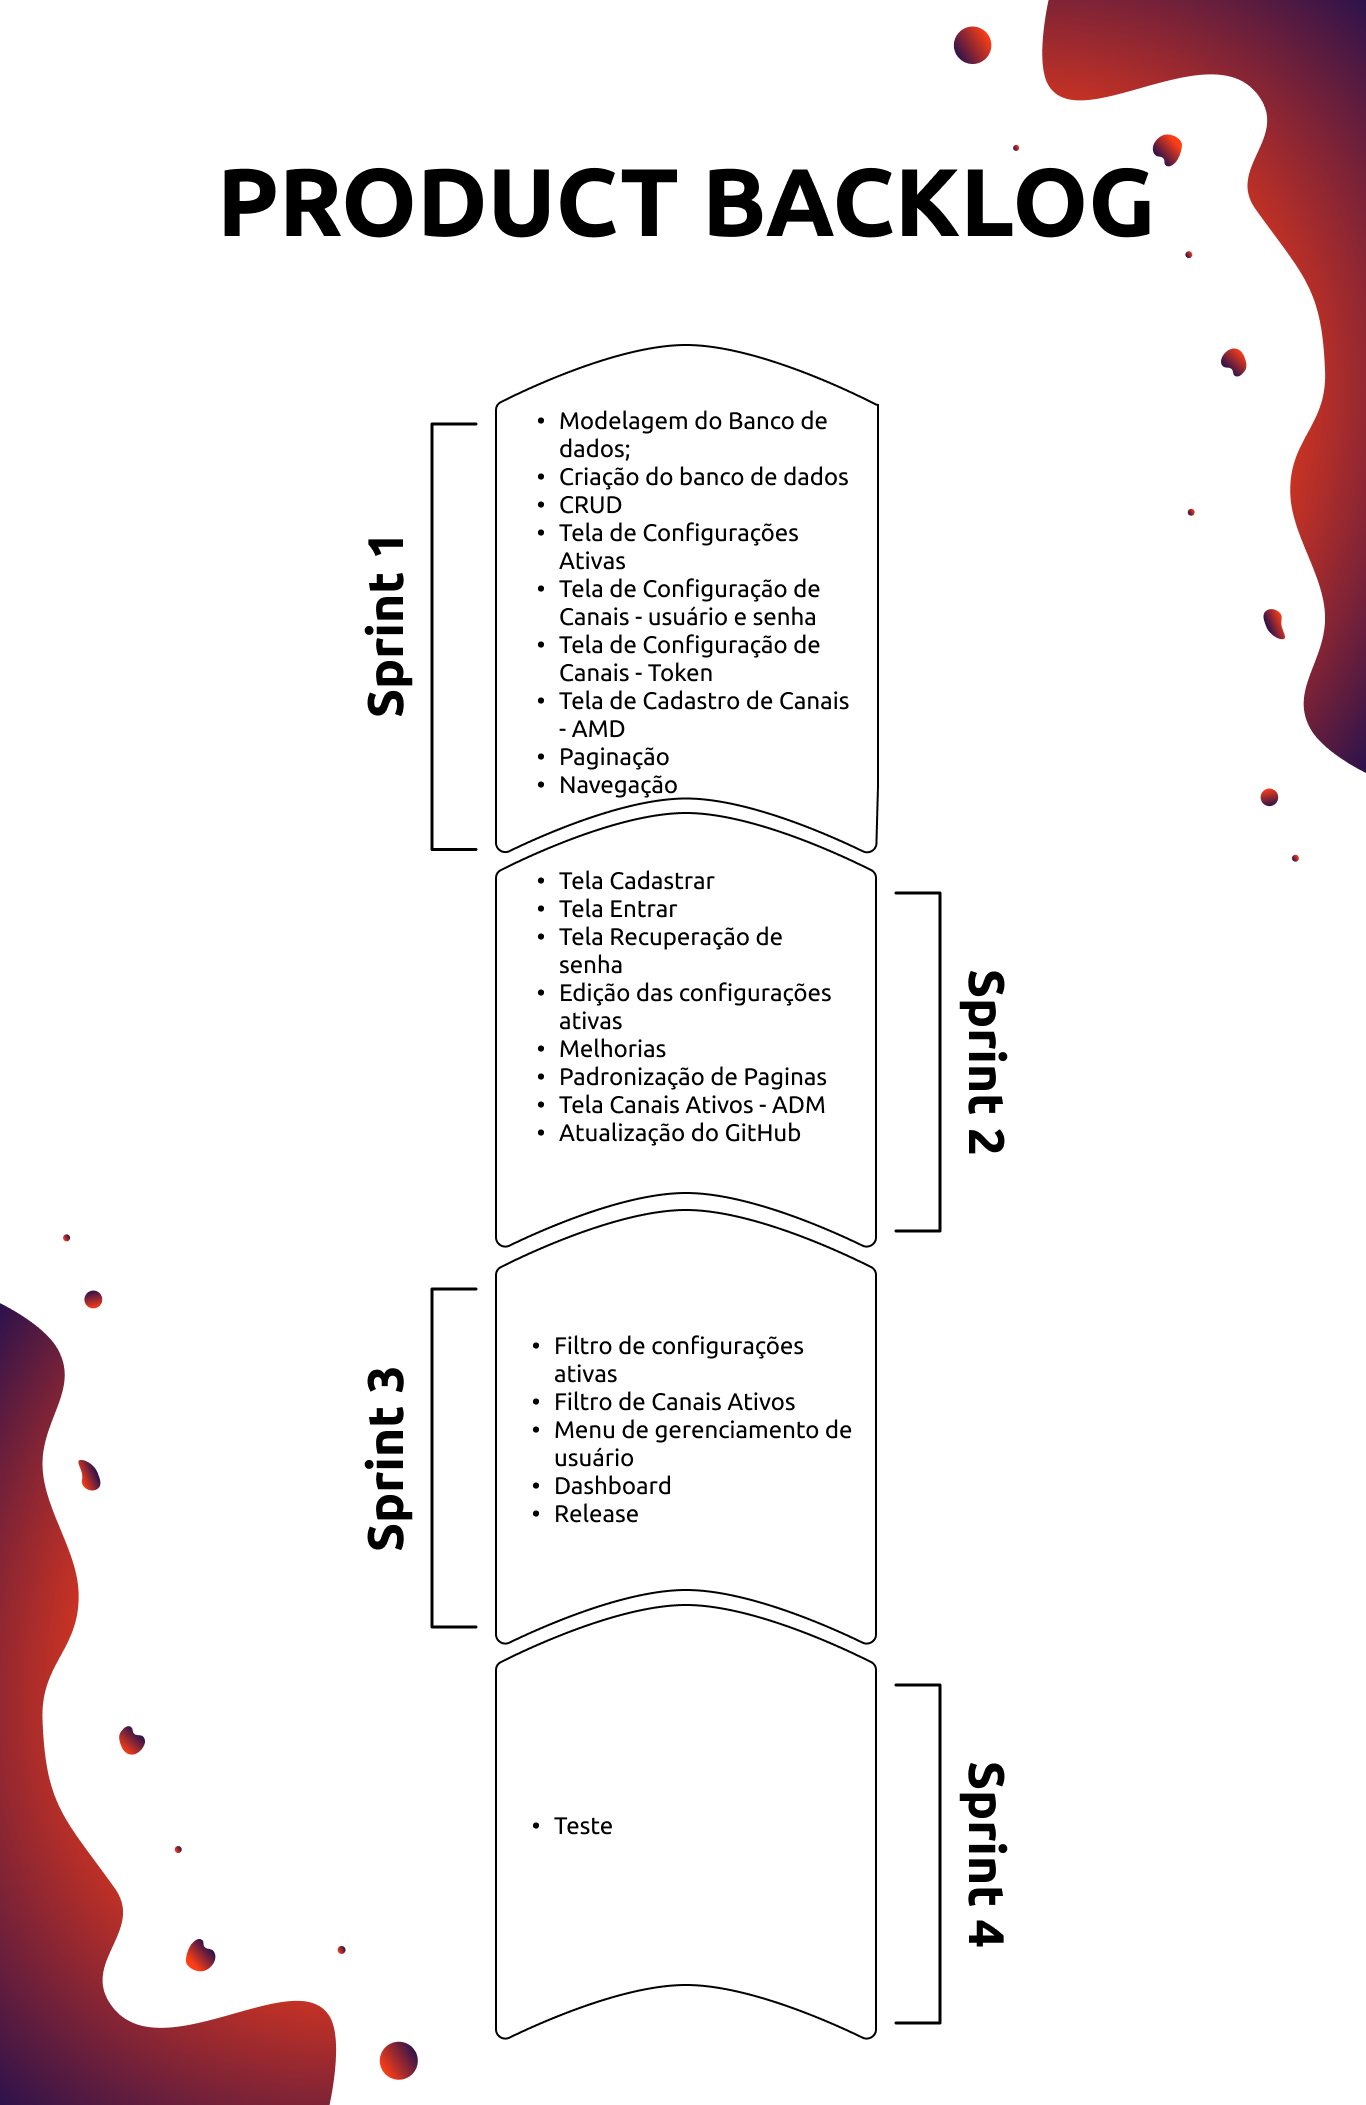 PRODUCT BACKLOG
Sprint 1
• Modelagem do Banco de
dados;
• Criação do banco de dados
• CRUD
• Tela de Configurações
Ativas
• Tela de Configuração de
Canais - usuário e senha
• Tela de Configuração de
Canais - Token
• Tela de Cadastro de Canais
- AMD
• Paginação
• Navegação
Sprint 2
• Tela Cadastrar
• Tela Entrar
• Tela Recuperação de
senha
• Edição das configurações
ativas
• Melhorias
• Padronização de Paginas
• Tela Canais Ativos - ADM
• Atualização do GitHub
Sprint 3
• Filtro de configurações
ativas
• Filtro de Canais Ativos
• Menu de gerenciamento de
usuário
• Dashboard
• Release
Sprint 4
• Teste